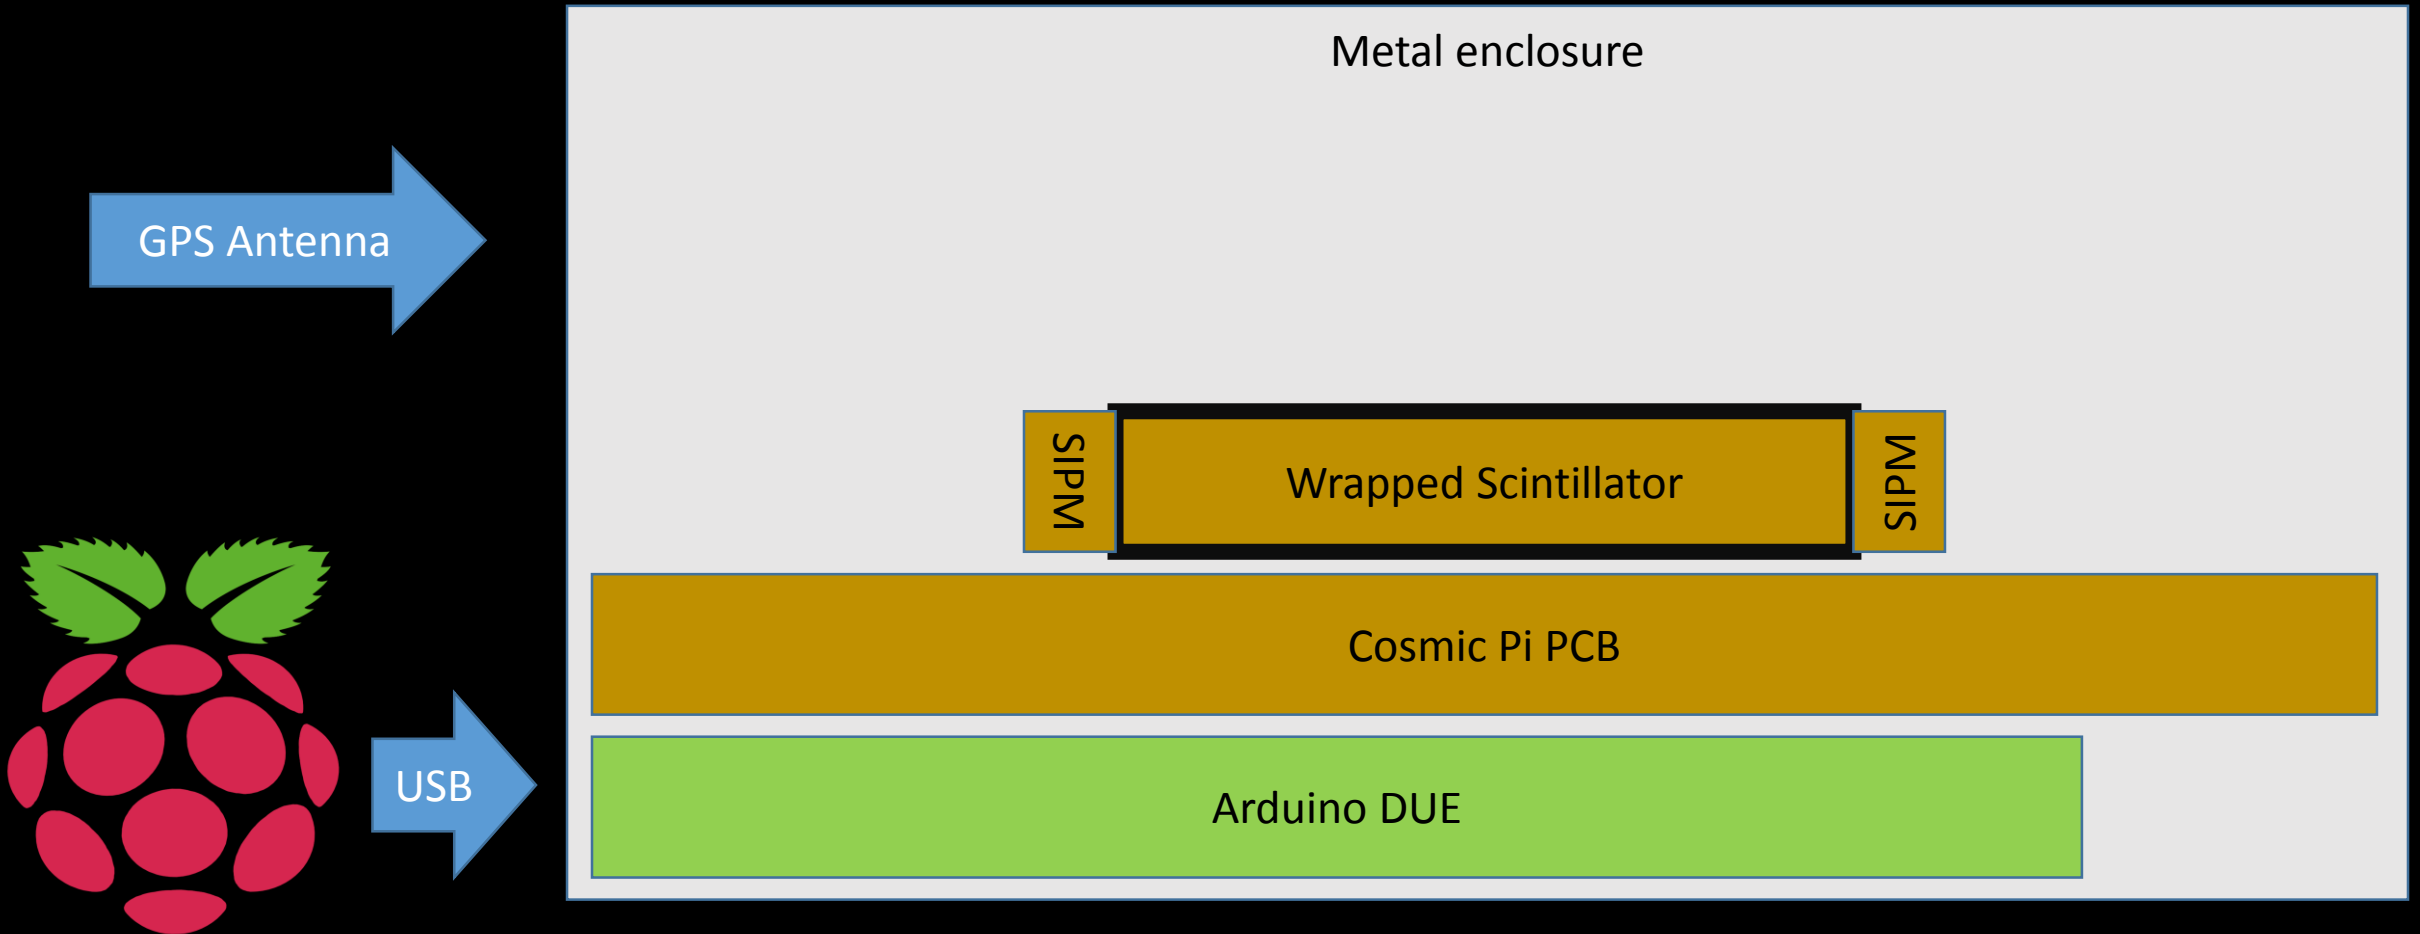 Metal enclosure
GPS Antenna
SIPM
Wrapped Scintillator
SIPM
Cosmic Pi PCB
USB
Arduino DUE